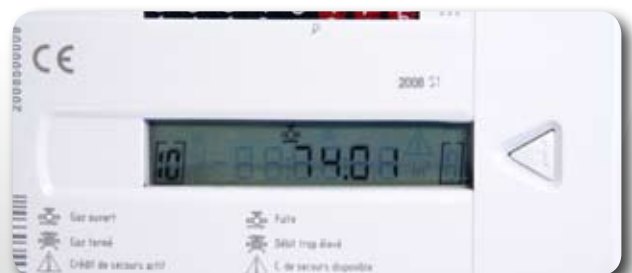 CE
2008 S1
[10] 74.01 []
Gaz ouvert
Fuite
Gaz fermé
Débit trop élevé
Crédit de secours actif
C. de secours disponible